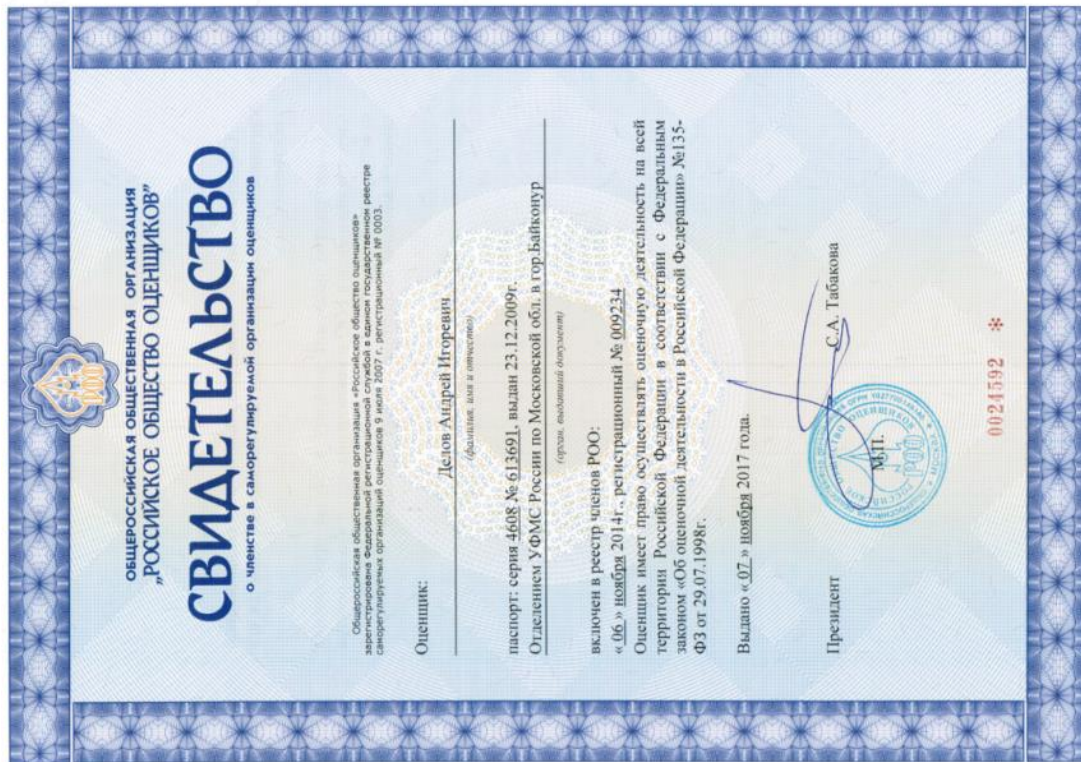 ОБЩЕРОССИЙСКАЯ ОБЩЕСТВЕННАЯ ОРГАНИЗАЦИЯ
„РОССИЙСКОЕ ОБЩЕСТВО ОЦЕНЩИКОВ”
СВИДЕТЕЛЬСТВО
о членстве в саморегулируемой организации оценщиков
Общероссийская общественная организация «Российское общество оценщиков»
зарегистрирована Федеральной регистрационной службой в едином государственном реестре
саморегулируемых организаций оценщиков 9 июля 2007 г. регистрационный № 0003.
Оценщик:
Делов Андрей Игоревич
(фамилия, имя и отчество)
паспорт: серия 4608 № 613691, выдан 23.12.2009г.
Отделением УФМС России по Московской обл. в гор.Байконур
(орган, выдавший документ)
включен в реестр членов РОО:
« 06 » ноября 2014г., регистрационный № 009234
Оценщик имеет право осуществлять оценочную деятельность на всей
территории Российской Федерации в соответствии с Федеральным
законом «Об оценочной деятельности в Российской Федерации» №135-
ФЗ от 29.07.1998г.
Выдано « 07 » ноября 2017 года.
Президент
С.А. Табакова
М.П.
РОО
0024592 *